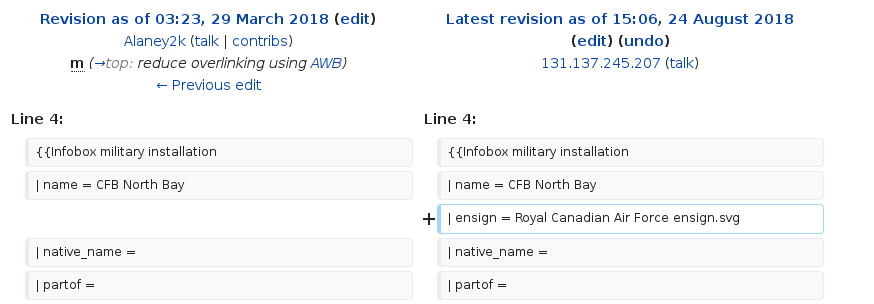 Revision as of 03:23, 29 March 2018 (edit)
Alaney2k (talk | contribs)
m (→top: reduce overlinking using AWB)
← Previous edit
Latest revision as of 15:06, 24 August 2018
(edit) (undo)
131.137.245.207 (talk)
Line 4:
Line 4:
{{Infobox military installation
{{Infobox military installation
| name = CFB North Bay
| name = CFB North Bay
+ | ensign = Royal Canadian Air Force ensign.svg
| native_name =
| native_name =
| partof =
| partof =